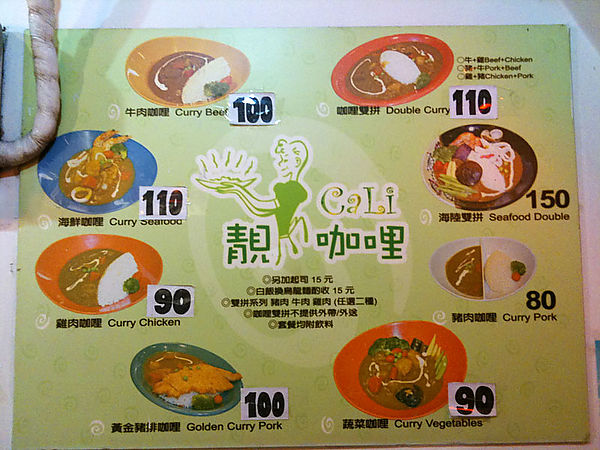 牛肉咖哩 Curry Beef
100
咖哩雙拼 Double Curry
110
○牛+雞Beef+Chicken
○豬+牛Pork+Beef
○雞+豬Chicken+Pork
海鮮咖哩 Curry Seafood
110
CaLi
靚咖哩
150
海陸雙拼 Seafood Double
雞肉咖哩 Curry Chicken
90
◎另加起司 15 元
◎白飯換烏龍麵酌收 15 元
◎雙拼系列 豬肉 牛肉 雞肉 (任選二種)
◎咖哩雙拼不提供外帶/外送
◎套餐均附飲料
80
豬肉咖哩 Curry Pork
100
黃金豬排咖哩 Golden Curry Pork
90
蔬菜咖哩 Curry Vegetables